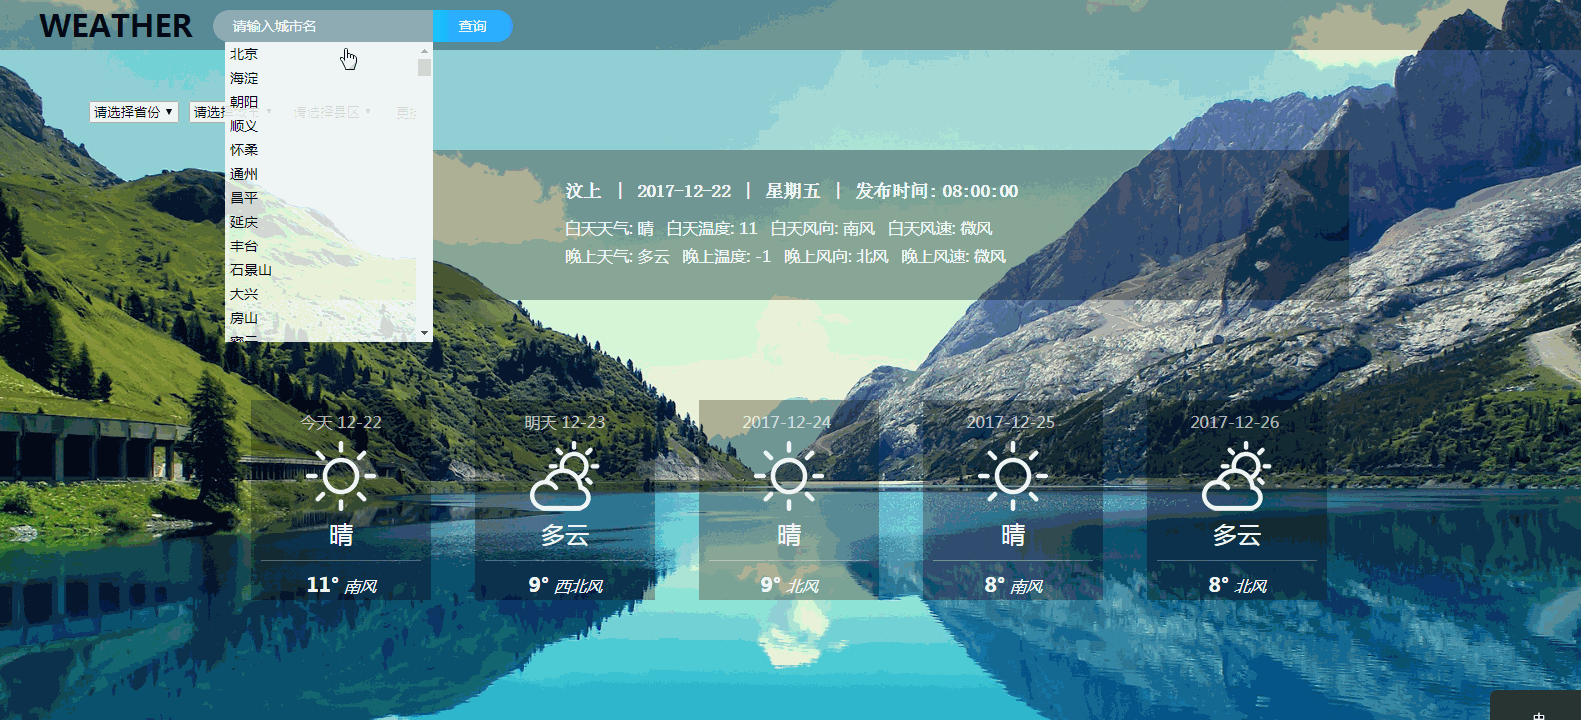 WEATHER 请输入城市名 查询
北京
海淀
朝阳
请选择省份 请选 请选择县区
顺义
怀柔
通州
昌平
延庆
丰台
石景山
大兴
房山
汶上 | 2017-12-22 | 星期五 | 发布时间: 08:00:00
白天天气: 晴 白天温度: 11 白天风向: 南风 白天风速: 微风
晚上天气: 多云 晚上温度: -1 晚上风向: 北风 晚上风速: 微风
今天 12-22
晴
11° 南风
明天 12-23
多云
9° 西北风
2017-12-24
晴
9° 北风
2017-12-25
晴
8° 南风
2017-12-26
多云
8° 北风